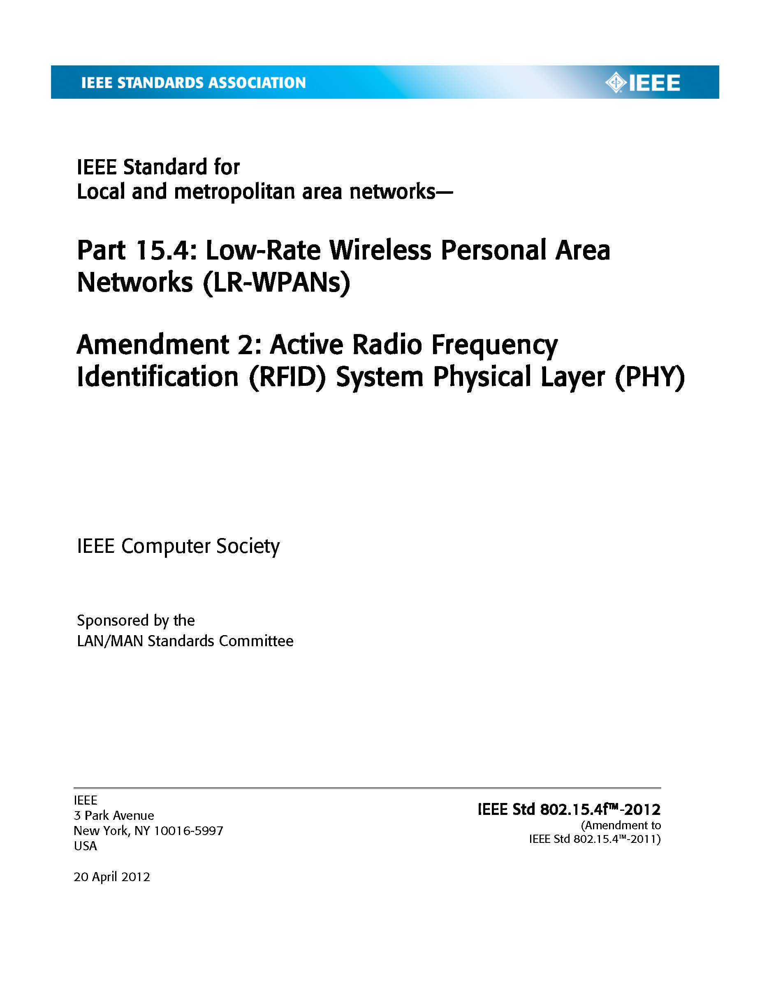 IEEE STANDARDS ASSOCIATION
IEEE
IEEE Standard for
Local and metropolitan area networks—
Part 15.4: Low-Rate Wireless Personal Area
Networks (LR-WPANs)
Amendment 2: Active Radio Frequency
Identification (RFID) System Physical Layer (PHY)
IEEE Computer Society
Sponsored by the
LAN/MAN Standards Committee
IEEE
3 Park Avenue
New York, NY 10016-5997
USA
20 April 2012
IEEE Std 802.15.4f™-2012
(Amendment to
IEEE Std 802.15.4™-2011)